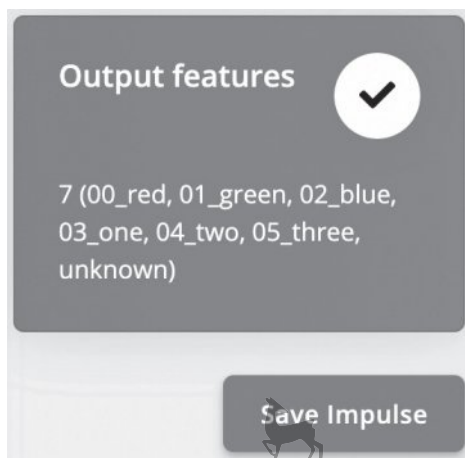 Output features
7 (00_red, 01_green, 02_blue,
03_one, 04_two, 05_three,
unknown)
Save Impulse